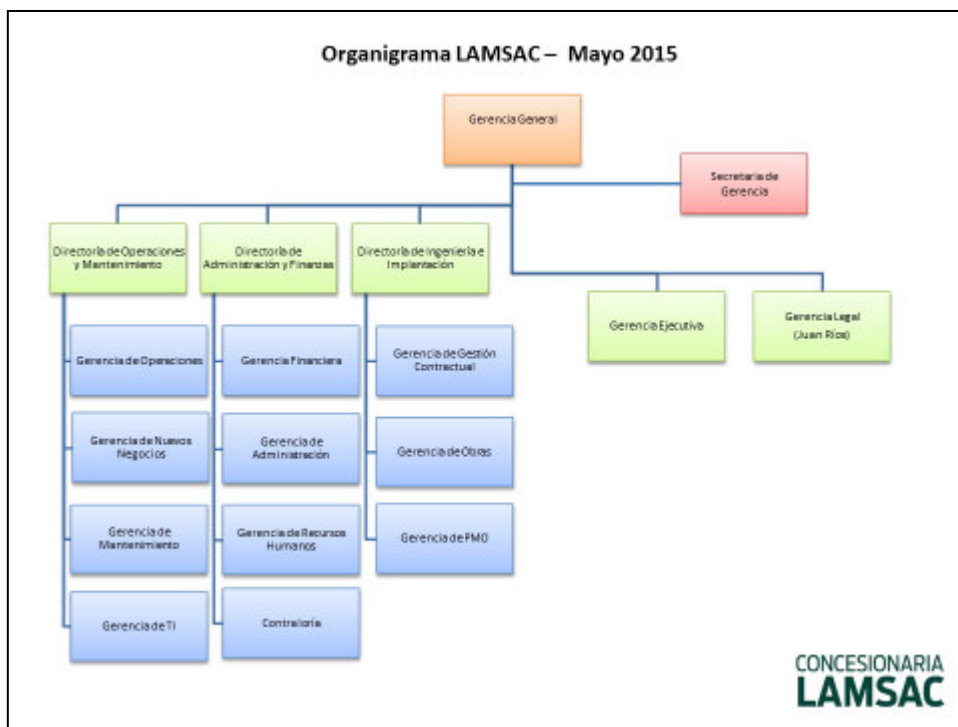 Organigrama LAMSAC – Mayo 2015
Gerencia General
Secretaria de
Gerencia
Directoría de Operaciones
y Mantenimiento
Directoría de
Administración y Finanzas
Directoría de Ingeniería e
Implantación
Gerencia Ejecutiva
Gerencia Legal
(Juan Ríos)
Gerencia de Operaciones
Gerencia Financiera
Gerencia de Gestión
Contractual
Gerencia de Nuevos
Negocios
Gerencia de
Administración
Gerencia de Obras
Gerencia de
Mantenimiento
Gerencia de Recursos
Humanos
Gerencia de PMO
Gerencia de TI
Contraloría
CONCESIONARIA
LAMSAC